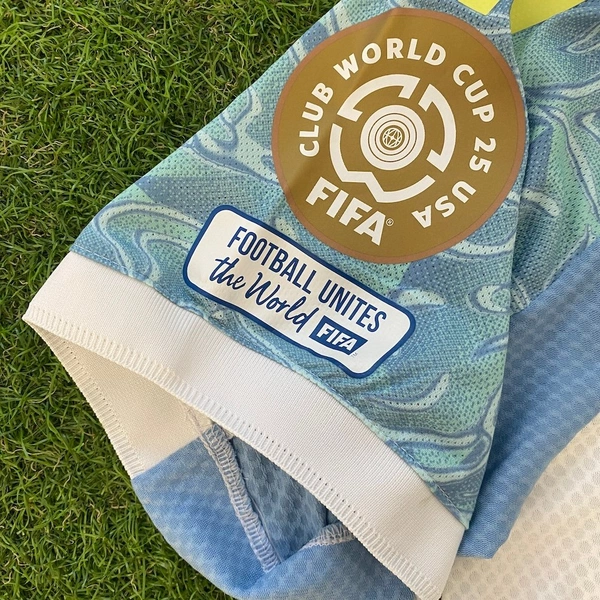 CLUB WORLD CUP 25 USA
FIFA®
FOOTBALL UNITES
the World FIFA